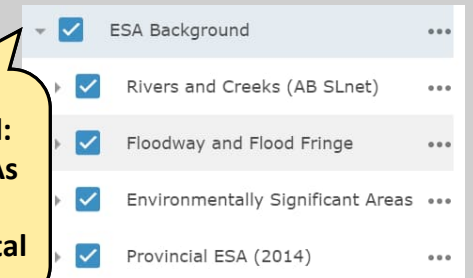 ESA Background
Rivers and Creeks (AB SLnet)
Floodway and Flood Fringe
Environmentally Significant Areas
Provincial ESA (2014)